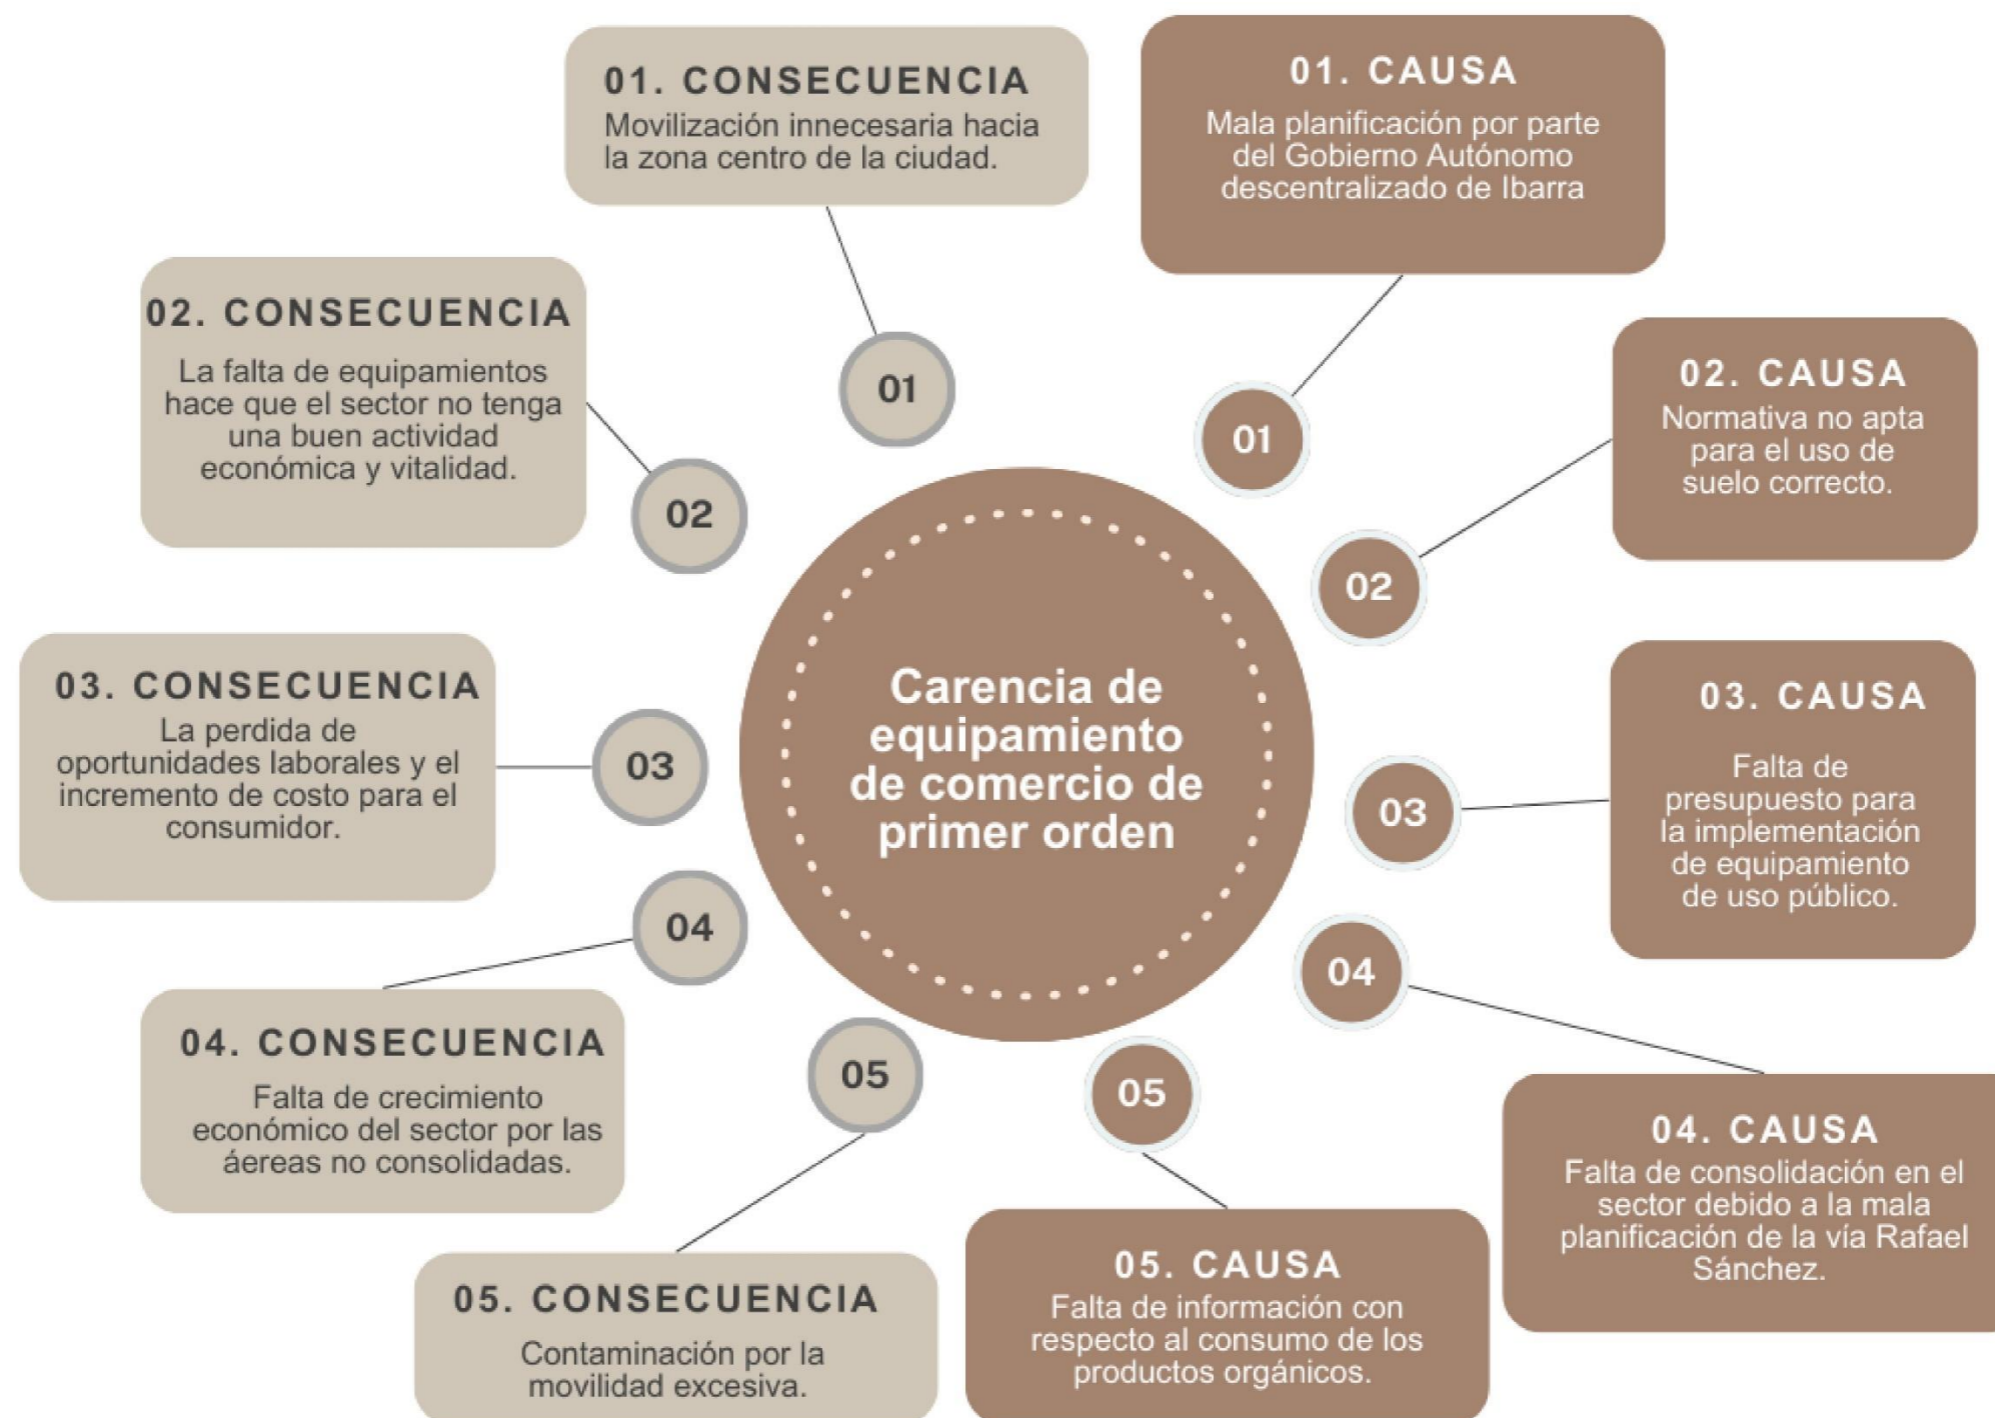 01. CONSECUENCIA
Movilización innecesaria hacia
la zona centro de la ciudad.
01. CAUSA
Mala planificación por parte
del Gobierno Autónomo
descentralizado de Ibarra
02. CONSECUENCIA
La falta de equipamientos
hace que el sector no tenga
una buen actividad
económica y vitalidad.
02. CAUSA
Normativa no apta
para el uso de
suelo correcto.
01
01
02
02
03. CONSECUENCIA
La perdida de
oportunidades laborales y el
incremento de costo para el
consumidor.
03
Carencia de
equipamiento
de comercio de
primer orden
03
03. CAUSA
Falta de
presupuesto para
la implementación
de equipamiento
de uso público.
04
04
04. CONSECUENCIA
Falta de crecimiento
económico del sector por las
áereas no consolidadas.
05
05
04. CAUSA
Falta de consolidación en el
sector debido a la mala
planificación de la vía Rafael
Sánchez.
05. CONSECUENCIA
Contaminación por la
movilidad excesiva.
05. CAUSA
Falta de información con
respecto al consumo de los
productos orgánicos.